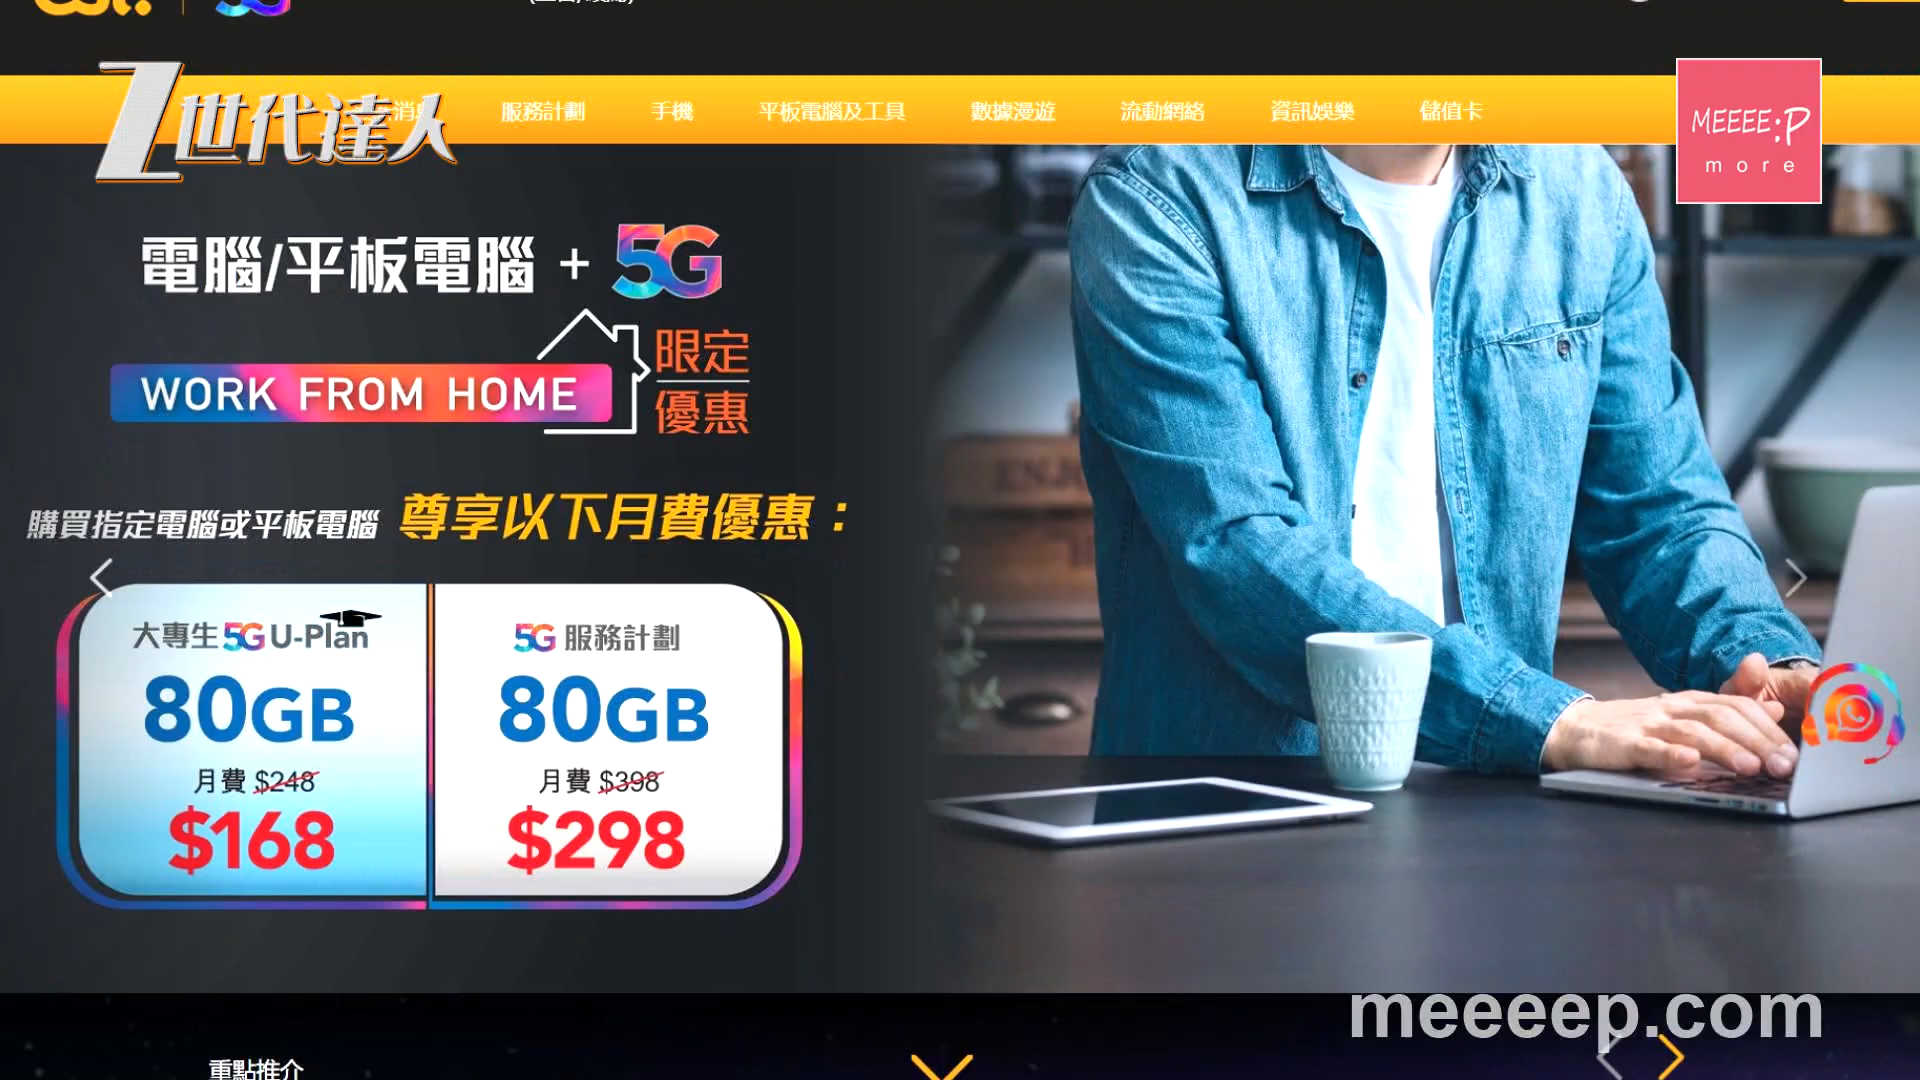 Z世代達人
服務計劃 手機 平板電腦及工具 數據漫遊 流動網絡 資訊娛樂 儲值卡
MEEEE:P
more
電腦/平板電腦 + 5G
WORK FROM HOME
限定
優惠
購買指定電腦或平板電腦 尊享以下月費優惠：
大專生5G U-Plan
80GB
月費 $248
$168
5G 服務計劃
80GB
月費 $398
$298
meeeep.com
重點推介